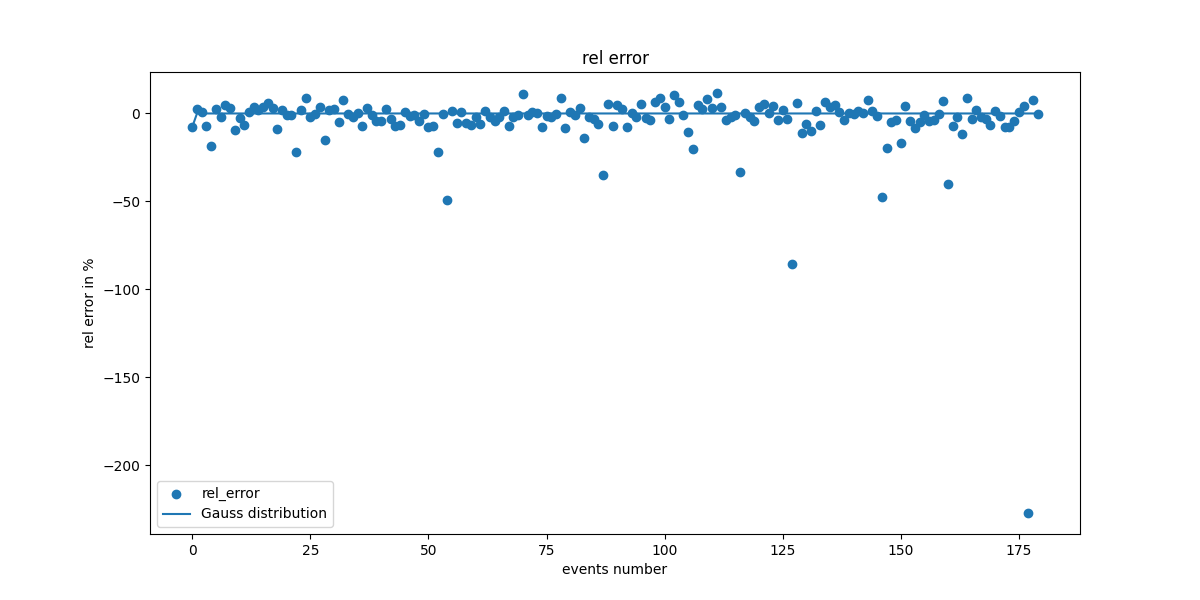 rel error
0
−50
−100
−150
−200
rel error in %
rel_error
Gauss distribution
0 25 50 75 100 125 150 175
events number